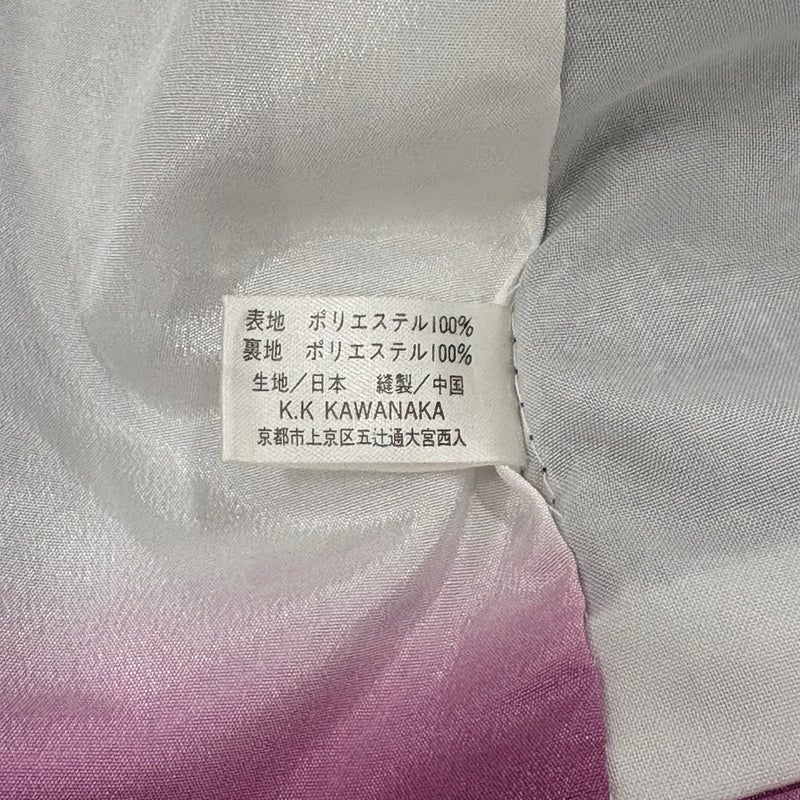 表地　ポリエステル100%
裏地　ポリエステル100%
生地/日本　縫製/中国
K.K KAWANAKA
京都市上京区五辻通大宮西入